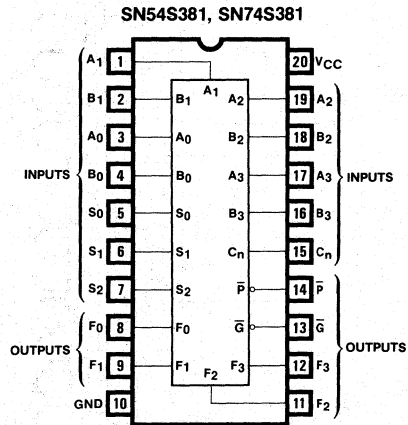 SN54S381, SN74S381
A1 1 A1 20 VCC
B1 2 B1 A2 19 A2
A0 3 A0 B2 18 B2
INPUTS B0 4 B0 A3 17 A3 INPUTS
S0 5 S0 B3 16 B3
S1 6 S1 Cn 15 Cn
S2 7 S2 P̅ 14 P̅
F0 8 F0 G̅ 13 G̅
OUTPUTS OUTPUTS
F1 9 F1 F2 F3 12 F3
GND 10 11 F2